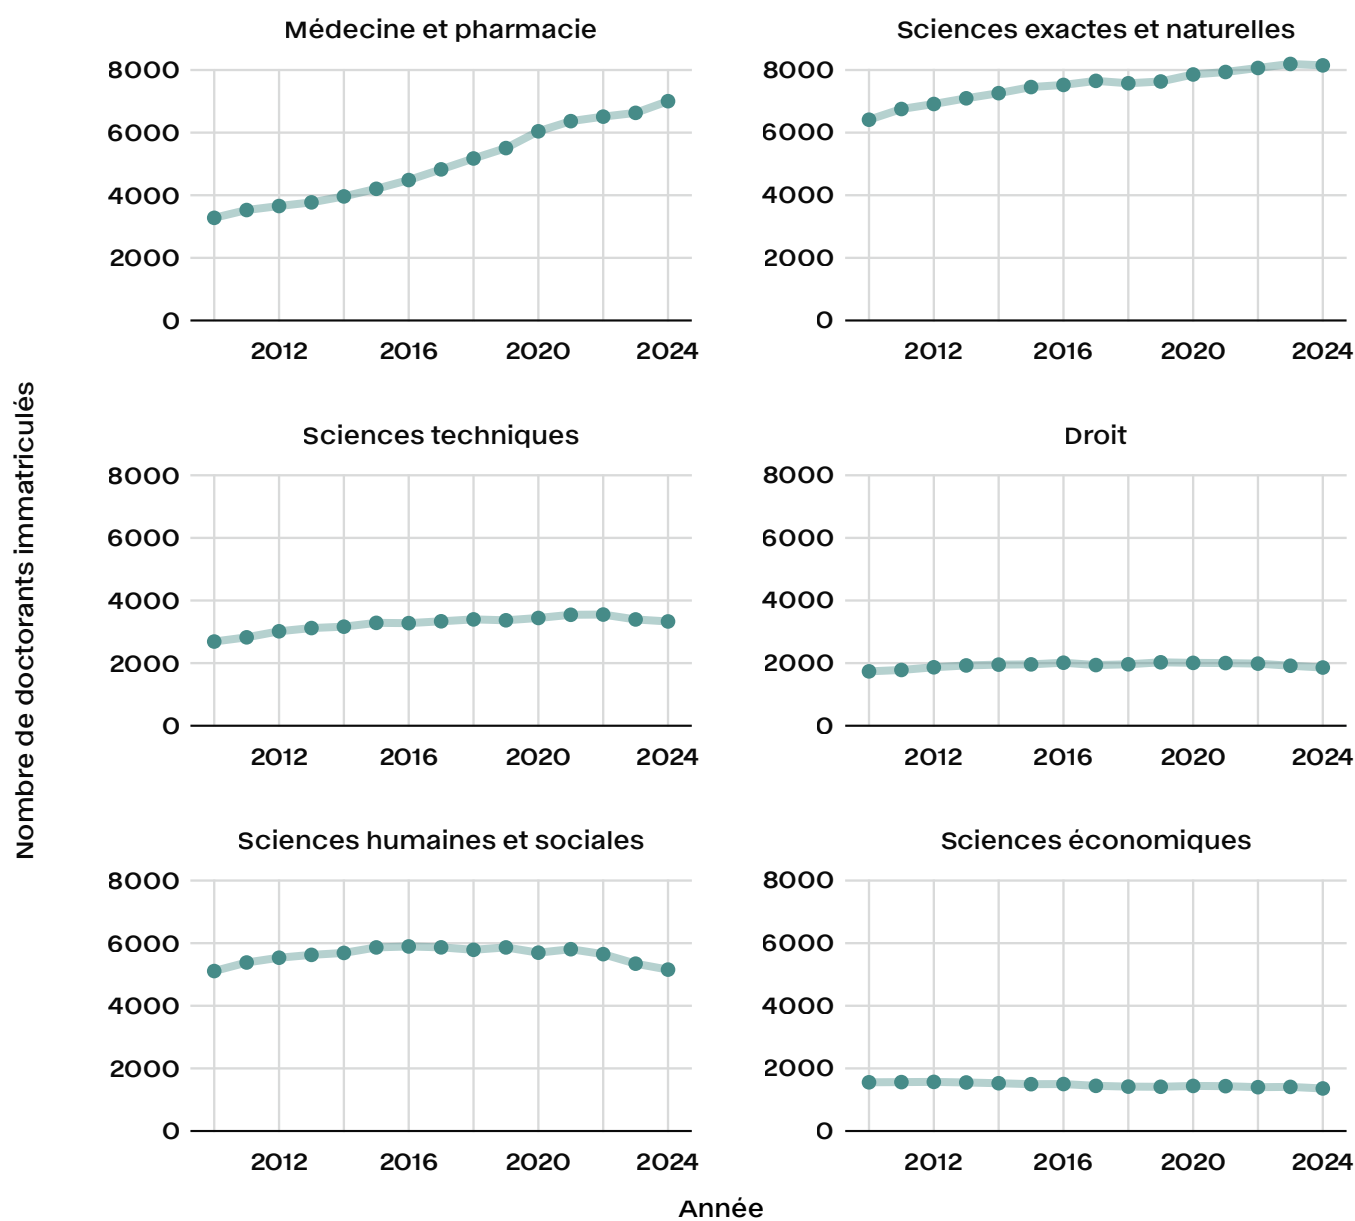 Médecine et pharmacie
8000
6000
4000
2000
0
2012 2016 2020 2024
Sciences exactes et naturelles
8000
6000
4000
2000
0
2012 2016 2020 2024
Nombre de doctorants immatriculés
Sciences techniques
8000
6000
4000
2000
0
2012 2016 2020 2024
Droit
8000
6000
4000
2000
0
2012 2016 2020 2024
Sciences humaines et sociales
8000
6000
4000
2000
0
2012 2016 2020 2024
Sciences économiques
8000
6000
4000
2000
0
2012 2016 2020 2024
Année